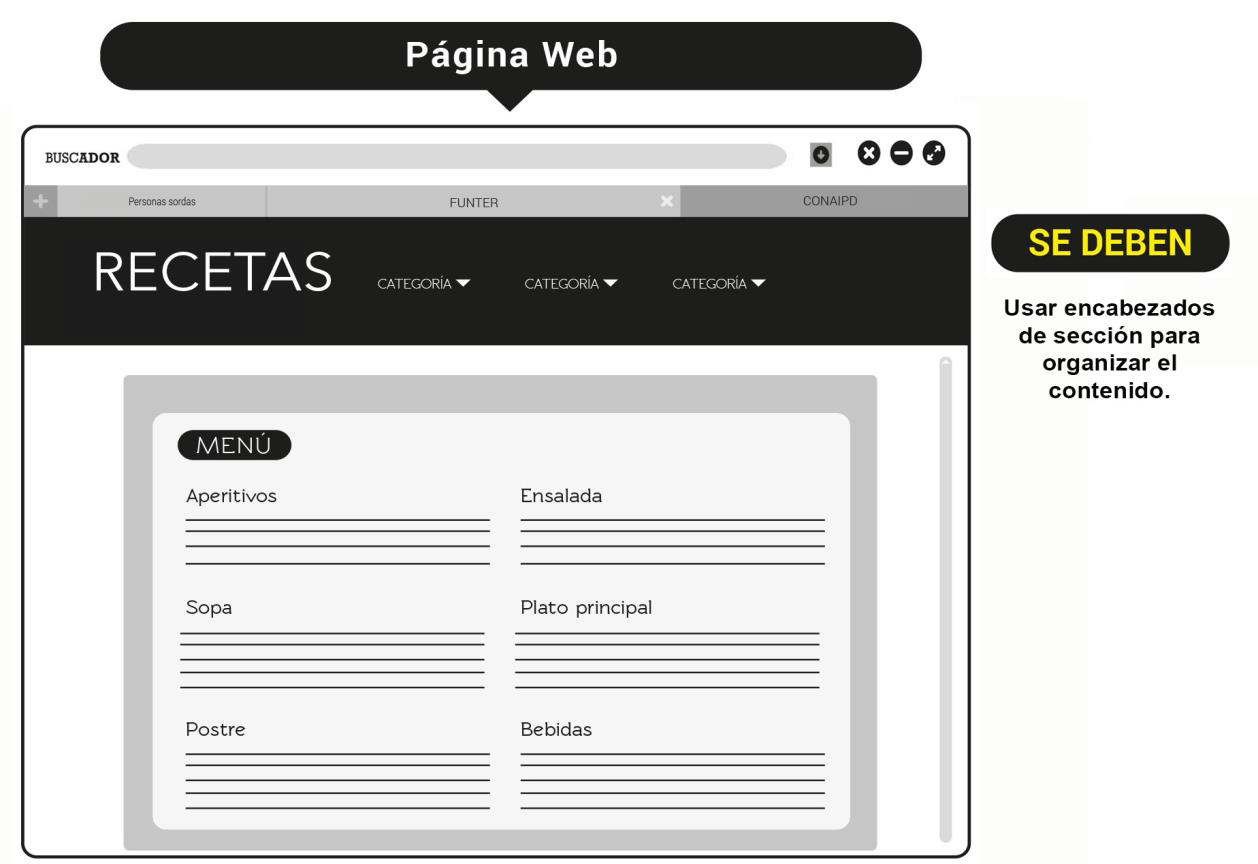 Página Web
BUSCADOR
Personas sordas
FUNTER
CONAIPD
RECETAS
CATEGORÍA
CATEGORÍA
CATEGORÍA
SE DEBEN
Usar encabezados
de sección para
organizar el
contenido.
MENÚ
Aperitivos
Ensalada
Sopa
Plato principal
Postre
Bebidas